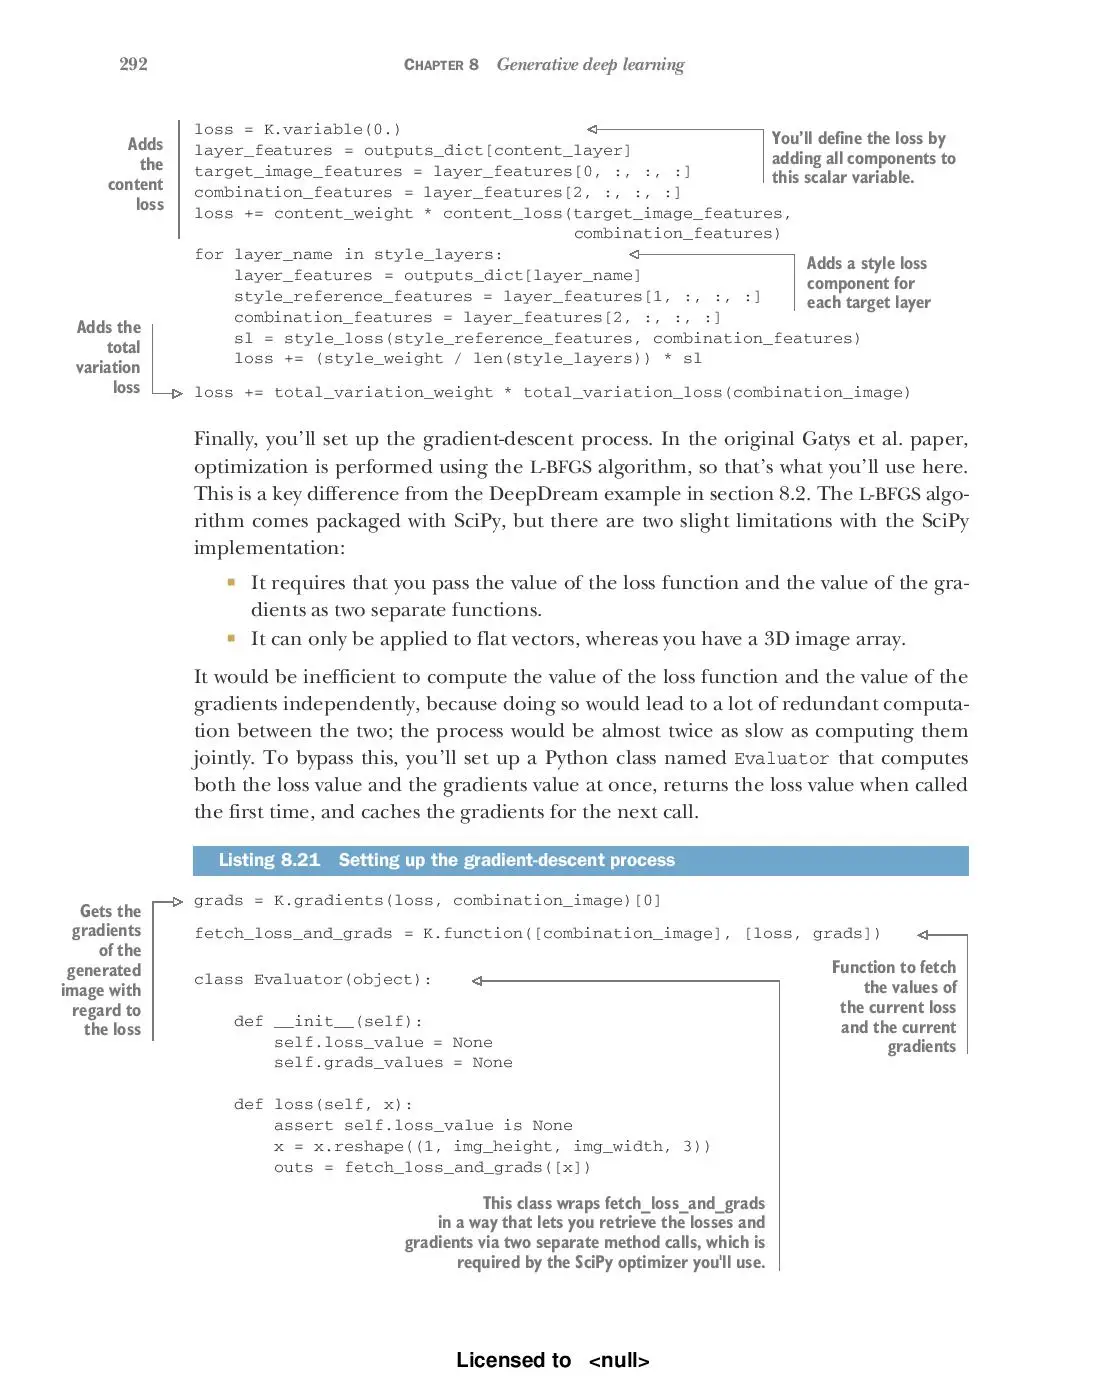 292 CHAPTER 8 Generative deep learning
Adds
the
content
loss
loss = K.variable(0.)
layer_features = outputs_dict[content_layer]
target_image_features = layer_features[0, :, :, :]
combination_features = layer_features[2, :, :, :]
loss += content_weight * content_loss(target_image_features,
                                      combination_features)
You’ll define the loss by
adding all components to
this scalar variable.
for layer_name in style_layers:
    layer_features = outputs_dict[layer_name]
    style_reference_features = layer_features[1, :, :, :]
    combination_features = layer_features[2, :, :, :]
    sl = style_loss(style_reference_features, combination_features)
    loss += (style_weight / len(style_layers)) * sl
Adds a style loss
component for
each target layer
Adds the
total
variation
loss
loss += total_variation_weight * total_variation_loss(combination_image)
Finally, you’ll set up the gradient-descent process. In the original Gatys et al. paper,
optimization is performed using the L-BFGS algorithm, so that’s what you’ll use here.
This is a key difference from the DeepDream example in section 8.2. The L-BFGS algo-
rithm comes packaged with SciPy, but there are two slight limitations with the SciPy
implementation:
■ It requires that you pass the value of the loss function and the value of the gra-
dients as two separate functions.
■ It can only be applied to flat vectors, whereas you have a 3D image array.
It would be inefficient to compute the value of the loss function and the value of the
gradients independently, because doing so would lead to a lot of redundant computa-
tion between the two; the process would be almost twice as slow as computing them
jointly. To bypass this, you’ll set up a Python class named Evaluator that computes
both the loss value and the gradients value at once, returns the loss value when called
the first time, and caches the gradients for the next call.
Listing 8.21 Setting up the gradient-descent process
Gets the
gradients
of the
generated
image with
regard to
the loss
grads = K.gradients(loss, combination_image)[0]
fetch_loss_and_grads = K.function([combination_image], [loss, grads])
Function to fetch
the values of
the current loss
and the current
gradients
class Evaluator(object):
    def __init__(self):
        self.loss_value = None
        self.grads_values = None
    def loss(self, x):
        assert self.loss_value is None
        x = x.reshape((1, img_height, img_width, 3))
        outs = fetch_loss_and_grads([x])
This class wraps fetch_loss_and_grads
in a way that lets you retrieve the losses and
gradients via two separate method calls, which is
required by the SciPy optimizer you'll use.
Licensed to <null>